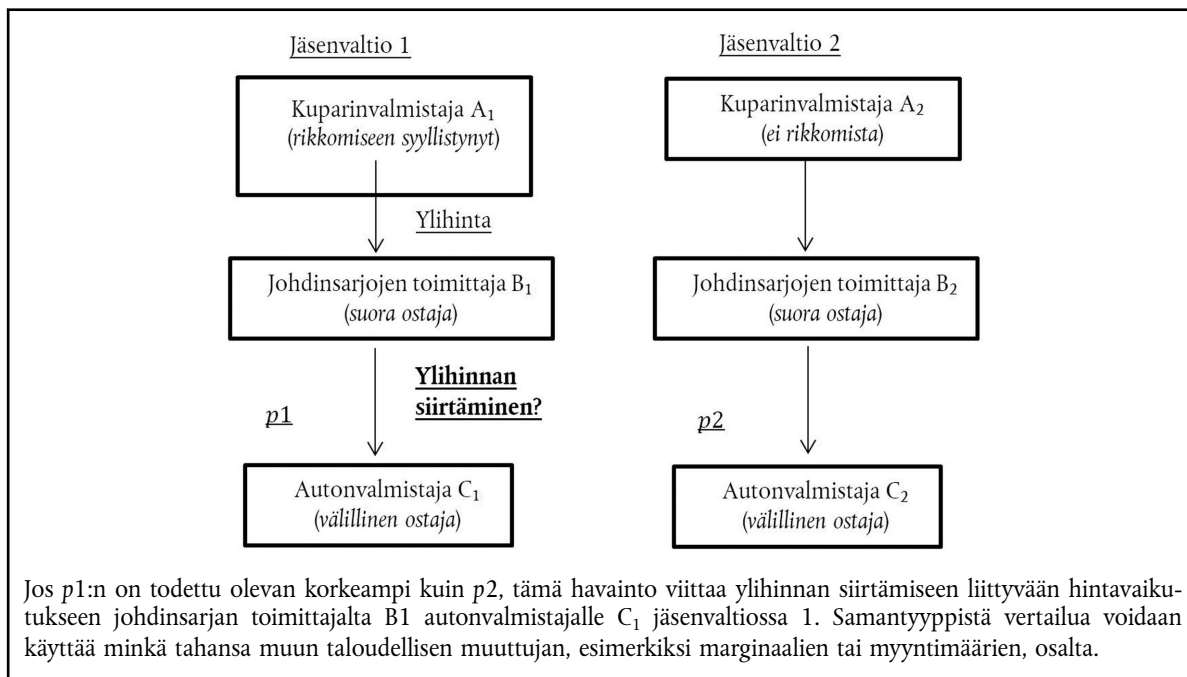 Jäsenvaltio 1
Kuparinvalmistaja A₁
(rikkomiseen syyllistynyt)
Ylihinta
Johdinsarjojen toimittaja B₁
(suora ostaja)
Ylihinnan
siirtäminen?
p1
Autonvalmistaja C₁
(välillinen ostaja)
Jäsenvaltio 2
Kuparinvalmistaja A₂
(ei rikkomista)
Johdinsarjojen toimittaja B₂
(suora ostaja)
p2
Autonvalmistaja C₂
(välillinen ostaja)
Jos p1:n on todettu olevan korkeampi kuin p2, tämä havainto viittaa ylihinnan siirtämiseen liittyvään hintavaiku-
tukseen johdinsarjan toimittajalta B1 autonvalmistajalle C₁ jäsenvaltiossa 1. Samantyyppistä vertailua voidaan
käyttää minkä tahansa muun taloudellisen muuttujan, esimerkiksi marginaalien tai myyntimäärien, osalta.